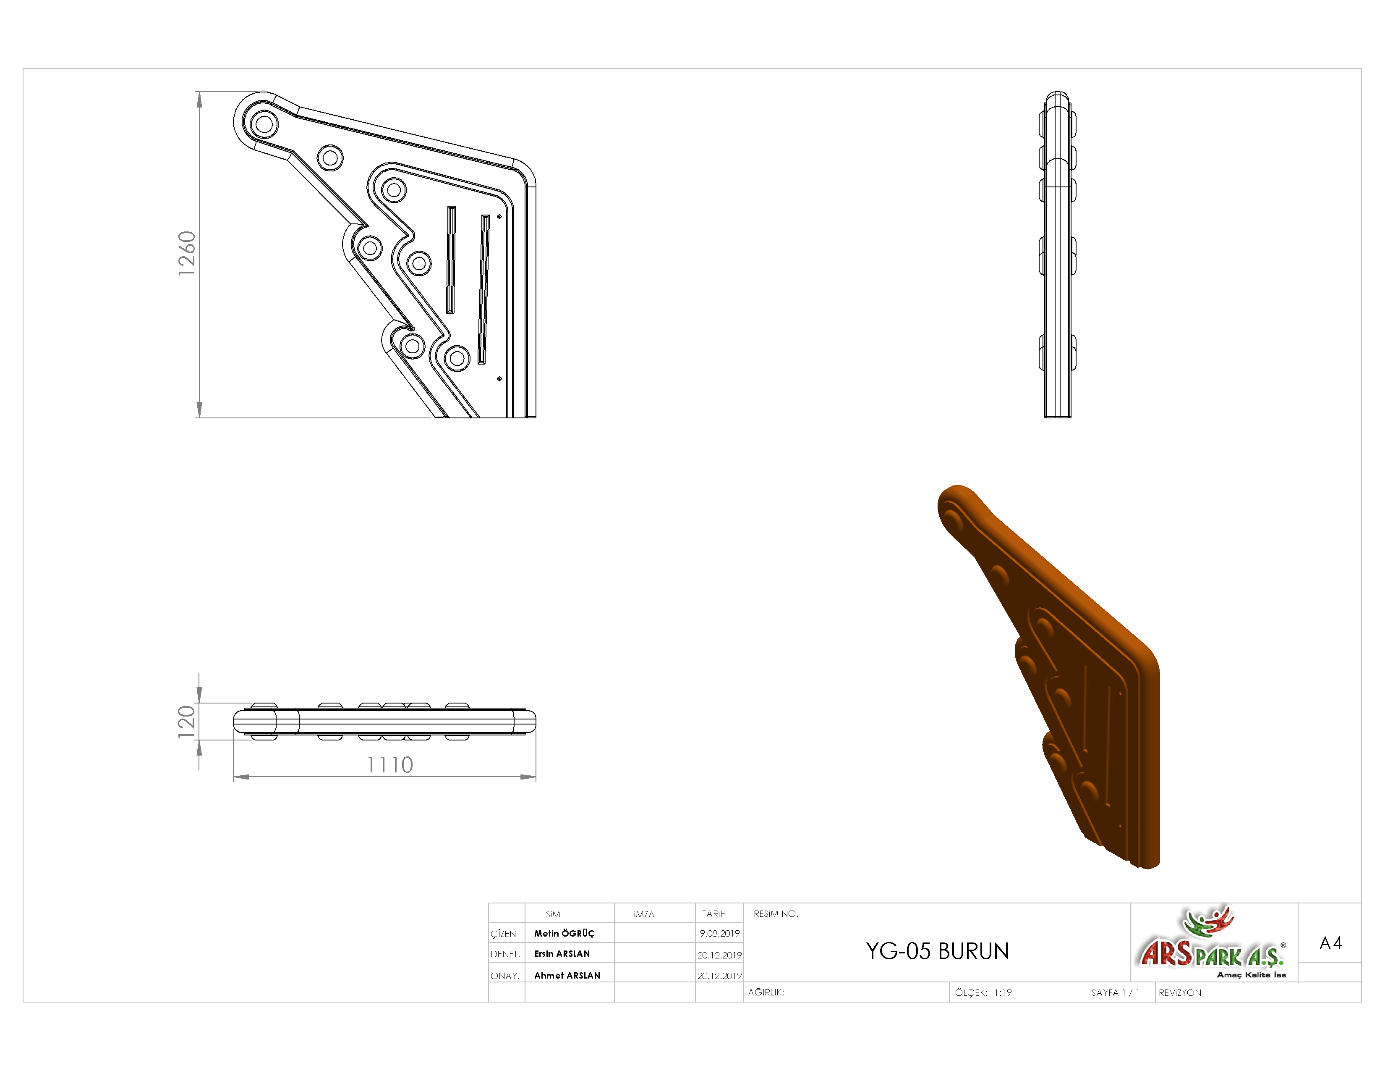 1260
120
1110
İSİM
İMZA
TARİH
RESİM NO.
ÇİZEN
Metin ÖGRÜÇ
9.08.2019
DENET.
Ersin ARSLAN
20.12.2019
YG-05 BURUN
ARSPARK A.Ş.®
Amaç Kalite İse
A4
ONAY.
Ahmet ARSLAN
20.12.2019
AĞIRLIK:
ÖLÇEK: 1:19
SAYFA 1 / 1
REVİZYON